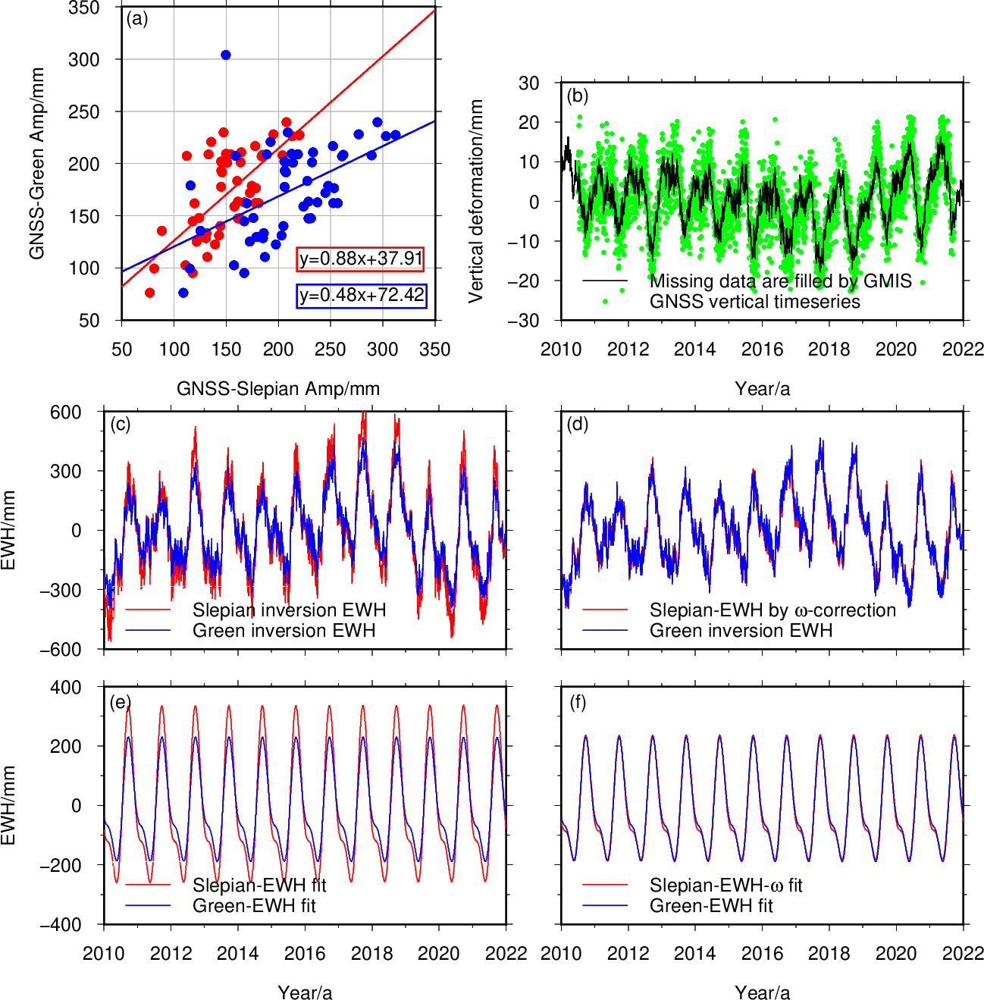 (a)
350
300
250
200
150
100
50
GNSS-Green Amp/mm
y=0.88x+37.91
y=0.48x+72.42
50 100 150 200 250 300 350
GNSS-Slepian Amp/mm
(b)
30
20
10
0
−10
−20
−30
Vertical deformation/mm
Missing data are filled by GMIS
GNSS vertical timeseries
2010 2012 2014 2016 2018 2020 2022
Year/a
(c)
600
300
0
−300
−600
EWH/mm
Slepian inversion EWH
Green inversion EWH
(d)
Slepian-EWH by ω-correction
Green inversion EWH
(e)
400
200
0
−200
−400
EWH/mm
Slepian-EWH fit
Green-EWH fit
2010 2012 2014 2016 2018 2020 2022
Year/a
(f)
Slepian-EWH-ω fit
Green-EWH fit
2010 2012 2014 2016 2018 2020 2022
Year/a